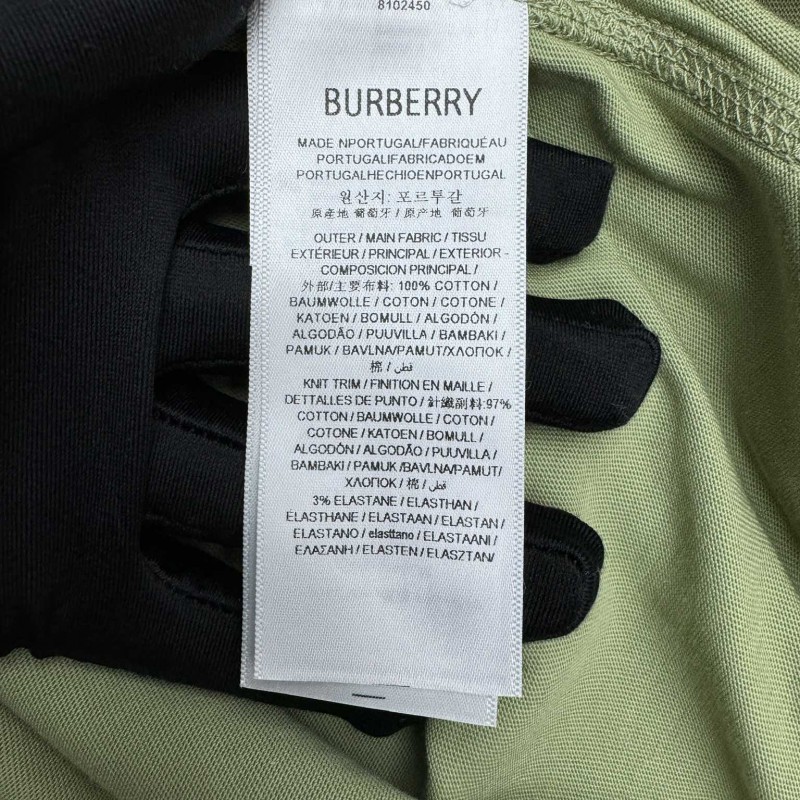 8102450
BURBERRY
MADE NPORTUGAL/FABRIQUÉAU
PORTUGALIFABRICADOEM
PORTUGALHECHIOENPORTUGAL
원산지: 포르투갈
原産地 葡萄牙 / 原产地 葡萄牙
OUTER / MAIN FABRIC / TISSU
EXTÉRIEUR / PRINCIPAL / EXTERIOR -
COMPOSICION PRINCIPAL /
外部/主要布料: 100% COTTON /
BAUMWOLLE / COTON / COTONE /
KATOEN / BOMULL / ALGODÓN /
ALGODÃO / PUUVILLA / BAMBAKI /
PAMUK / BAVLNA/PAMUT/ХЛОПОК /
棉 / قطن
KNIT TRIM / FINITION EN MAILLE /
DETTALLES DE PUNTO / 針織副料:97%
COTTON / BAUMWOLLE / COTON /
COTONE / KATOEN / BOMULL /
ALGODÓN / ALGODÃO / PUUVILLA /
BAMBAKI / PAMUK /BAVLNA/PAMUT/
ХЛОПОК / 棉 / قطن
3% ELASTANE / ELASTHAN /
ÉLASTHANE / ELASTAAN / ELASTAN /
ELASTANO / elasttano / ELASTAANI /
ΕΛΑΣΑΝΗ / ELASTEN / ELASZTAN/